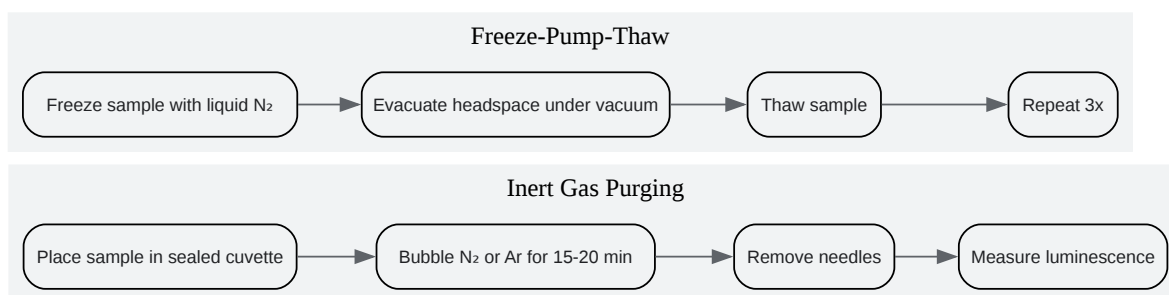 Freeze-Pump-Thaw
Freeze sample with liquid N₂
Evacuate headspace under vacuum
Thaw sample
Repeat 3x
Inert Gas Purging
Place sample in sealed cuvette
Bubble N₂ or Ar for 15-20 min
Remove needles
Measure luminescence